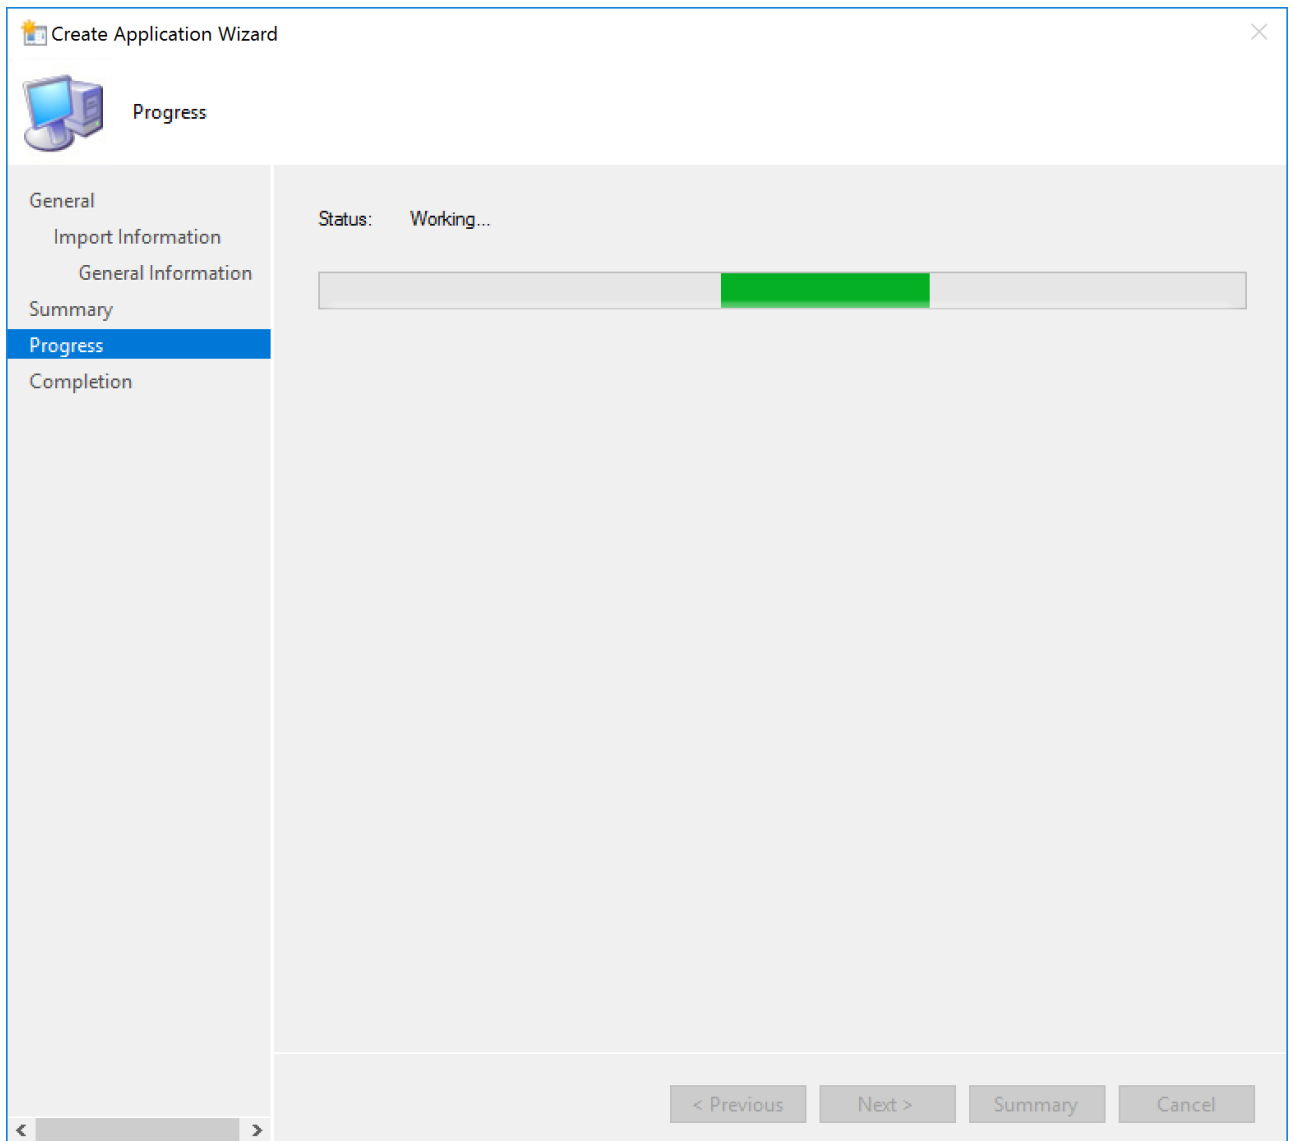 Create Application Wizard
Progress
General
Import Information
General Information
Summary
Progress
Completion
Status: Working...
< Previous Next > Summary Cancel